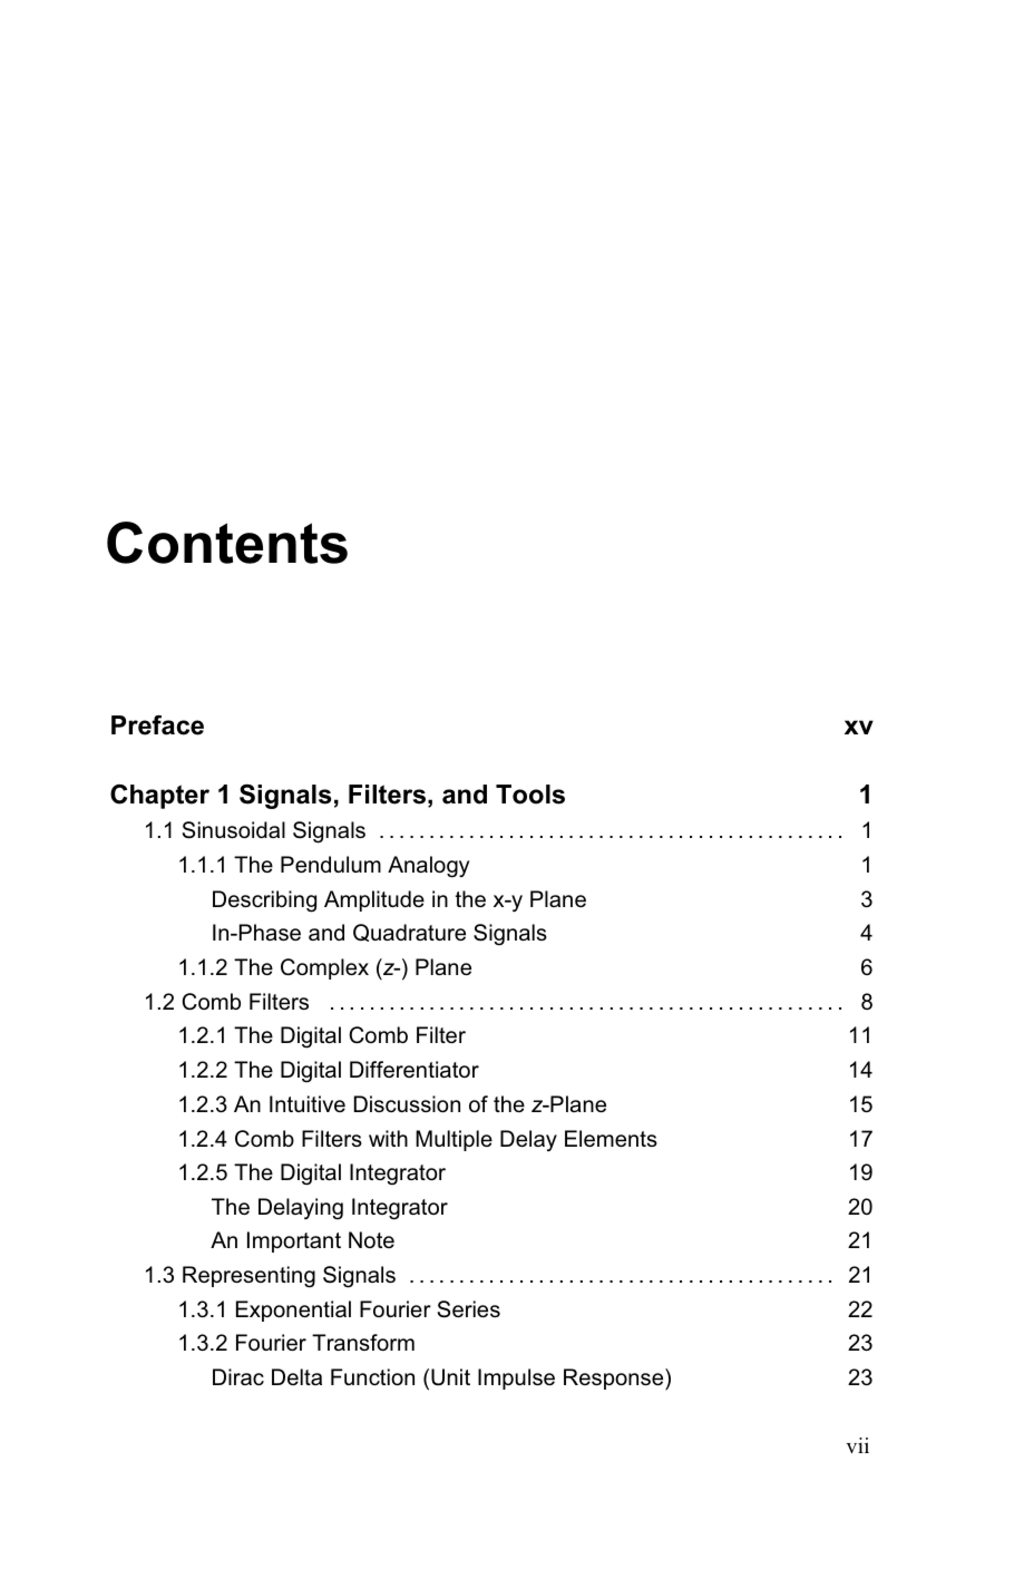 Contents
Preface xv
Chapter 1 Signals, Filters, and Tools 1
1.1 Sinusoidal Signals ............................................... 1
1.1.1 The Pendulum Analogy 1
Describing Amplitude in the x-y Plane 3
In-Phase and Quadrature Signals 4
1.1.2 The Complex (z-) Plane 6
1.2 Comb Filters .................................................... 8
1.2.1 The Digital Comb Filter 11
1.2.2 The Digital Differentiator 14
1.2.3 An Intuitive Discussion of the z-Plane 15
1.2.4 Comb Filters with Multiple Delay Elements 17
1.2.5 The Digital Integrator 19
The Delaying Integrator 20
An Important Note 21
1.3 Representing Signals ........................................... 21
1.3.1 Exponential Fourier Series 22
1.3.2 Fourier Transform 23
Dirac Delta Function (Unit Impulse Response) 23
vii